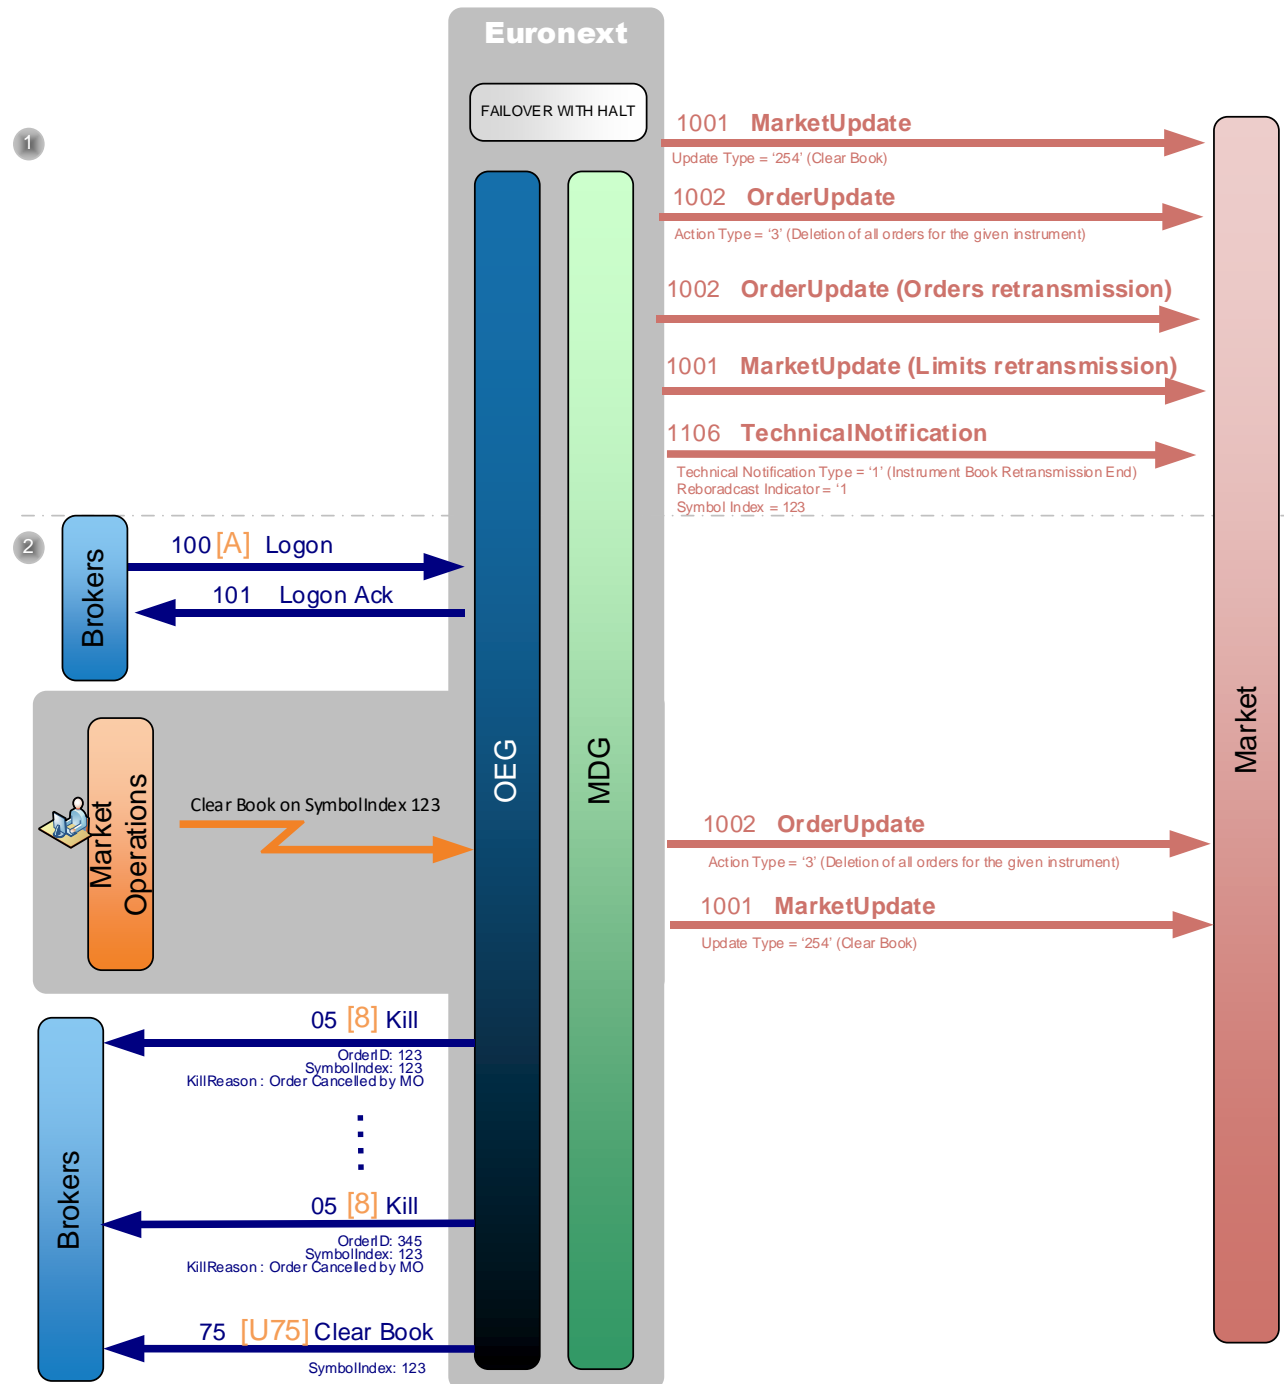 Euronext
FAILOVER WITH HALT
1
1001 MarketUpdate
Update Type = ‘254’ (Clear Book)
1002 OrderUpdate
Action Type = ‘3’ (Deletion of all orders for the given instrument)
1002 OrderUpdate (Orders retransmission)
1001 MarketUpdate (Limits retransmission)
1106 TechnicalNotification
Technical Notification Type = ‘1’ (Instrument Book Retransmission End)
Reboradcast Indicator = ‘1
Symbol Index = 123
2
Brokers
100 [A] Logon
101 Logon Ack
OEG
MDG
Market
Market
Operations
Clear Book on SymbolIndex 123
1002 OrderUpdate
Action Type = ‘3’ (Deletion of all orders for the given instrument)
1001 MarketUpdate
Update Type = ‘254’ (Clear Book)
Brokers
05 [8] Kill
OrderID: 123
SymbolIndex: 123
KillReason : Order Cancelled by MO
05 [8] Kill
OrderID: 345
SymbolIndex: 123
KillReason : Order Cancelled by MO
75 [U75] Clear Book
SymbolIndex: 123